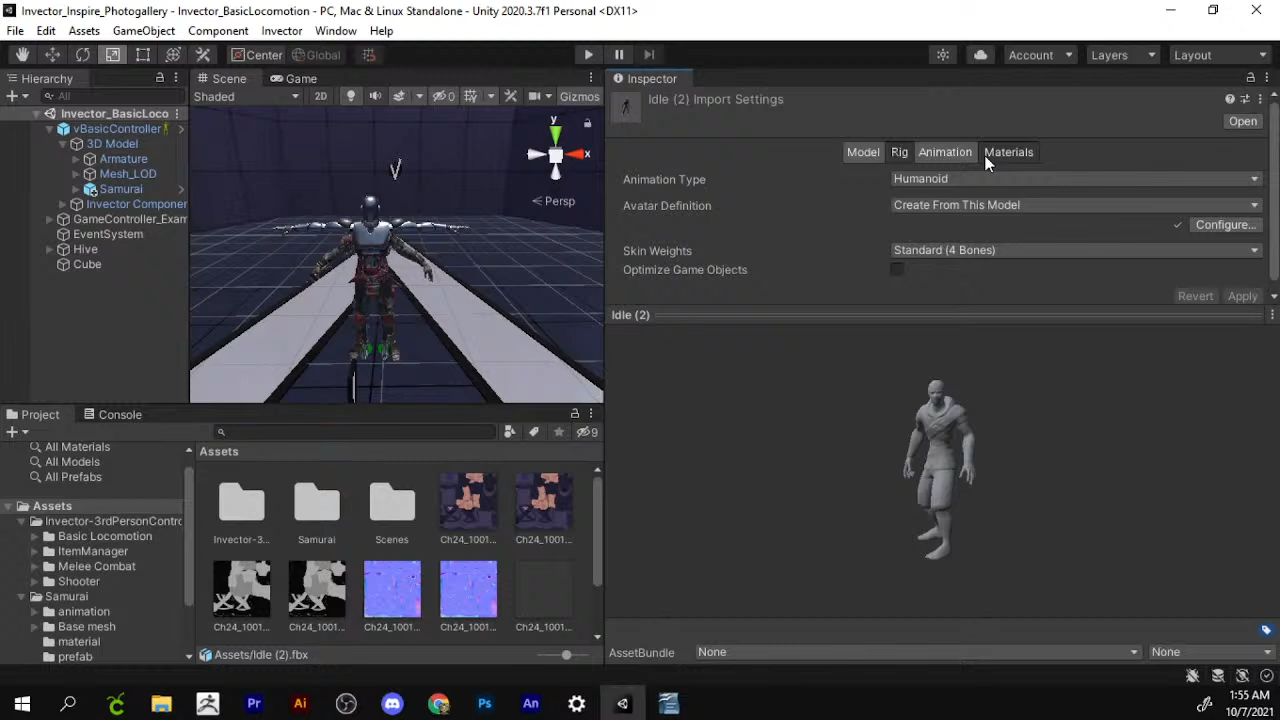 Invector_Inspire_Photogallery - Invector_BasicLocomotion - PC, Mac & Linux Standalone - Unity 2020.3.7f1 Personal <DX11>
File Edit Assets GameObject Component Invector Window Help
Center Global Account Layers Layout
Hierarchy
All
Invector_BasicLoco
vBasicController
3D Model
Armature
Mesh_LOD
Samurai
Invector Componer
GameController_Exam
EventSystem
Hive
Cube
Scene Game
Shaded 2D 0 Gizmos
y
x
Persp
V
Inspector
Idle (2) Import Settings
Open
Model Rig Animation Materials
Animation Type Humanoid
Avatar Definition Create From This Model
Configure...
Skin Weights Standard (4 Bones)
Optimize Game Objects
Revert Apply
Idle (2)
Project Console
9
All Materials
All Models
All Prefabs
Assets
Invector-3rdPersonContro
Basic Locomotion
ItemManager
Melee Combat
Shooter
Samurai
animation
Base mesh
material
prefab
Assets
Invector-3... Samurai Scenes Ch24_1001... Ch24_1001...
Ch24_1001... Ch24_1001... Ch24_1001... Ch24_1001... Ch24_1001...
Assets/Idle (2).fbx
AssetBundle None None
Pr Ai Ps An
1:55 AM
10/7/2021